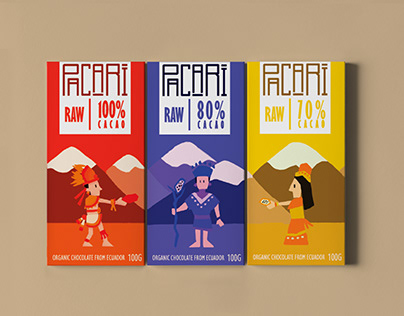 PACARI
RAW | 100%
CACAO
ORGANIC CHOCOLATE FROM ECUADOR 100G
PACARI
RAW | 80%
CACAO
ORGANIC CHOCOLATE FROM ECUADOR 100G
PACARI
RAW | 70%
CACAO
ORGANIC CHOCOLATE FROM ECUADOR 100G